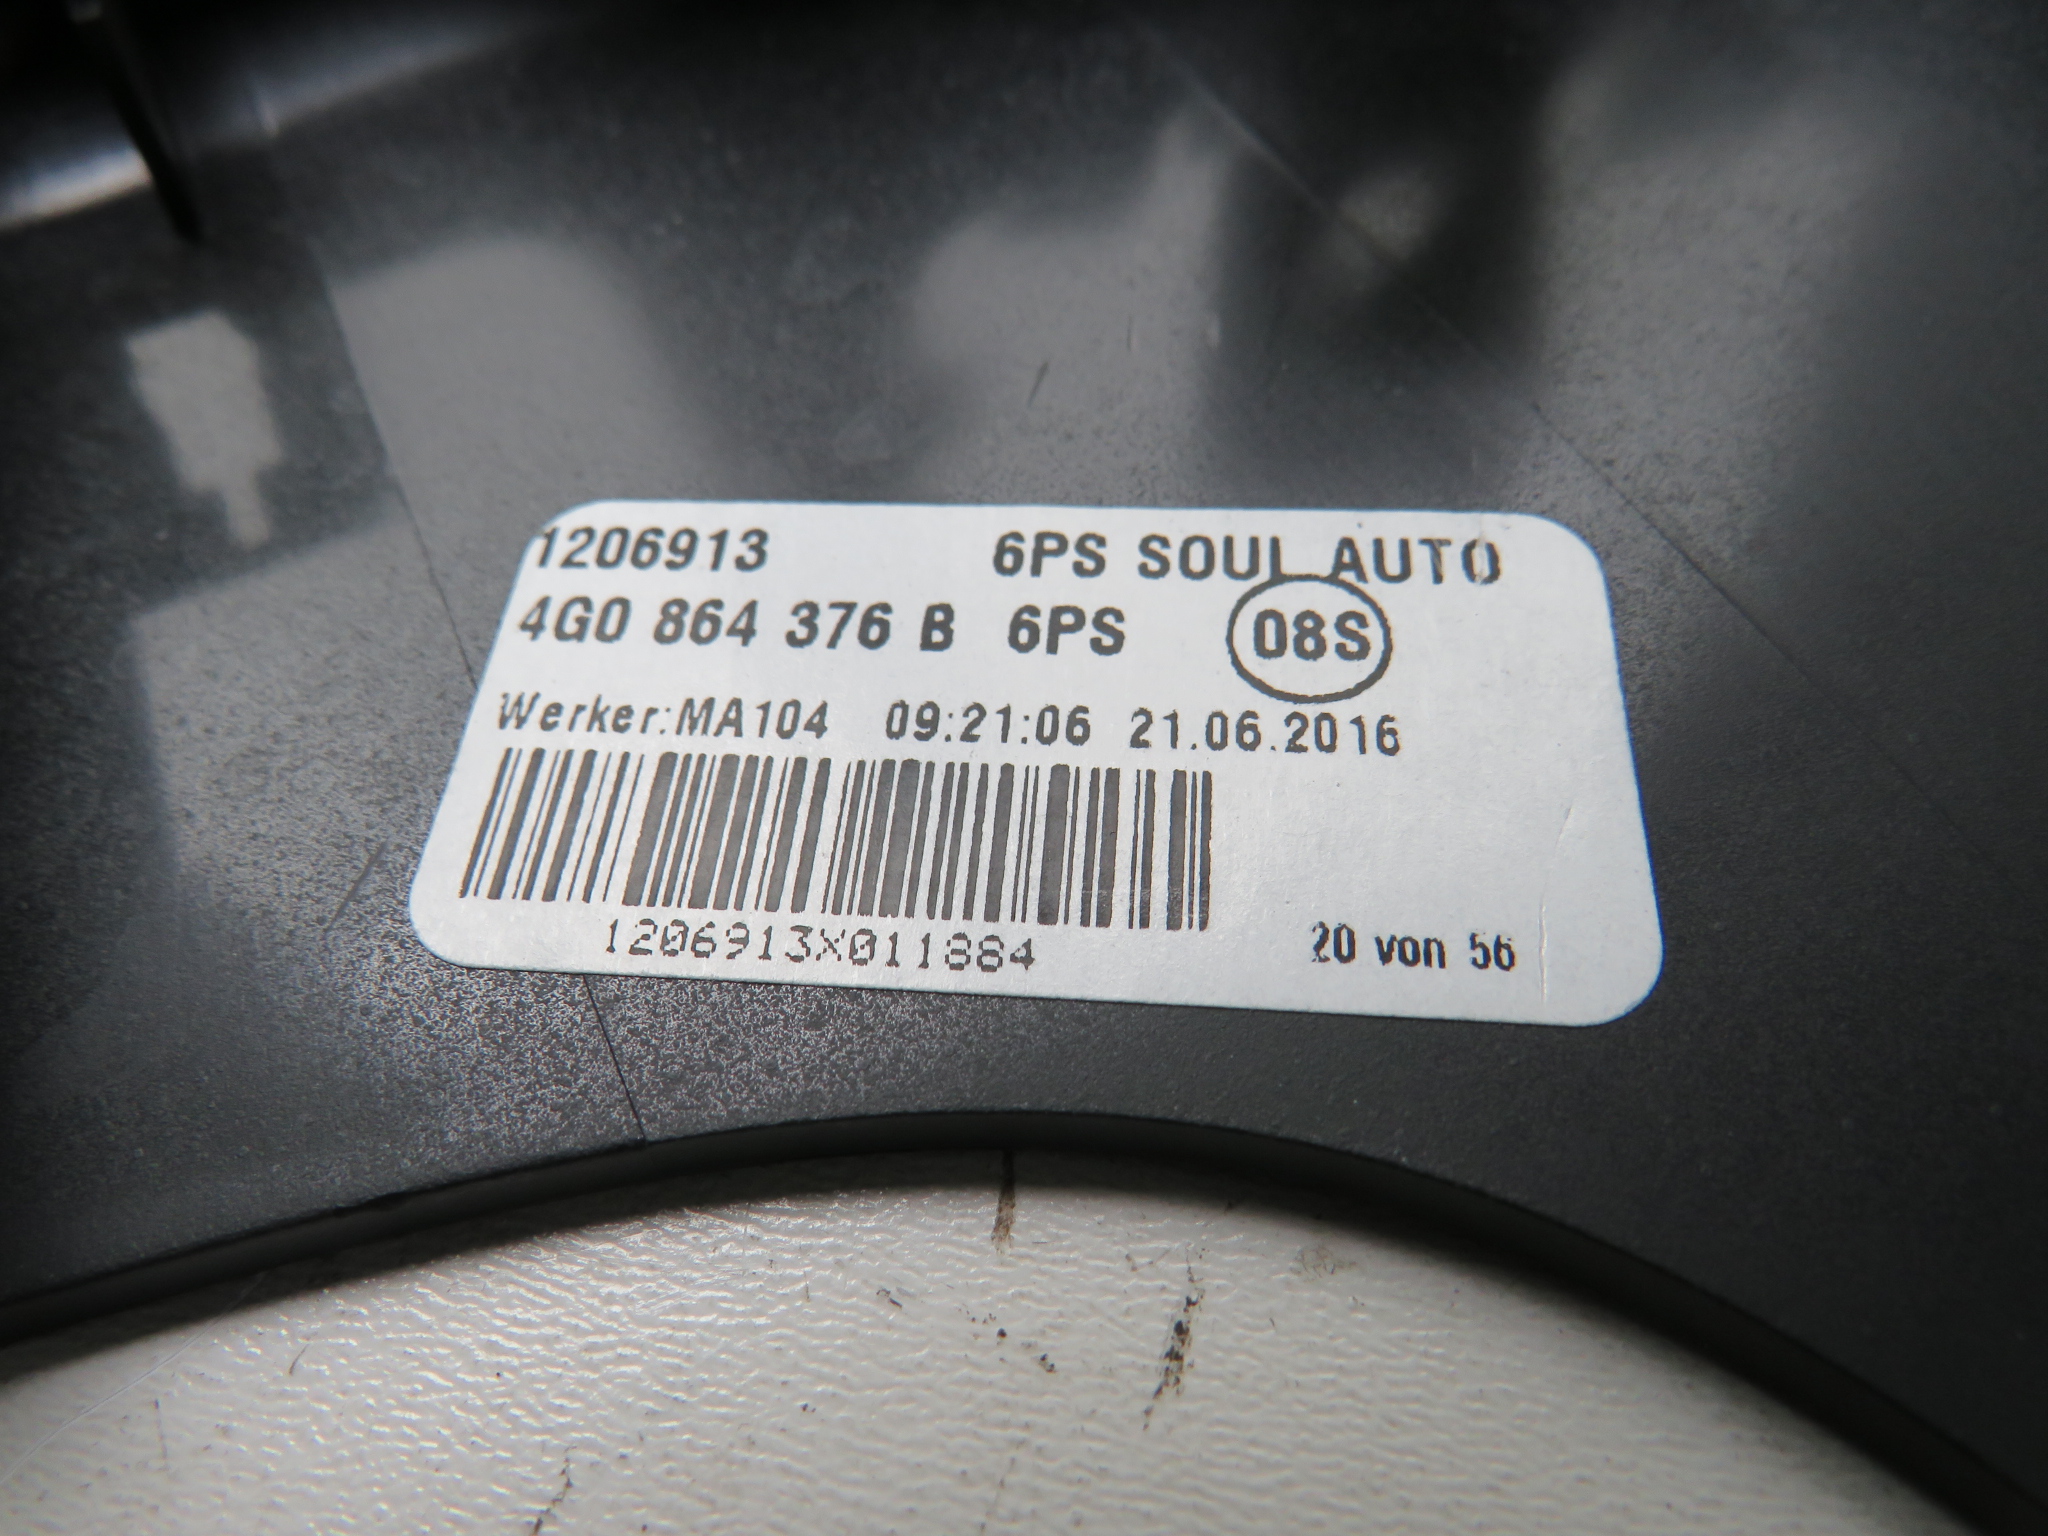 1206913 6PS SOUL AUTO
4G0 864 376 B 6PS 08S
Werker:MA104 09:21:06 21.06.2016
1206913X011884
20 von 56